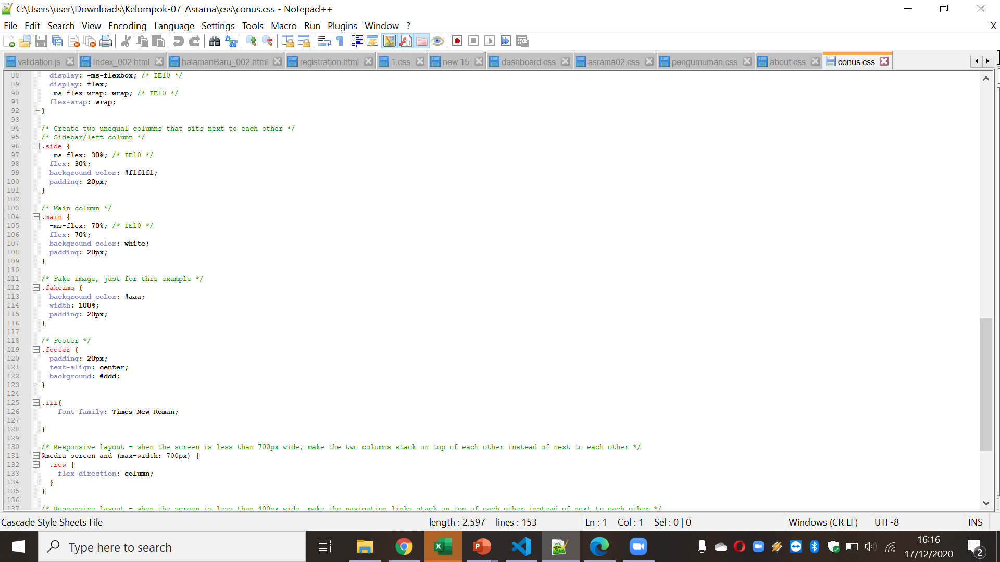 C:\Users\user\Downloads\Kelompok-07_Asrama\css\conus.css - Notepad++
File Edit Search View Encoding Language Settings Tools Macro Run Plugins Window ? X
validation.js Index_002.html halamanBaru_002.html registration.html 1.css new 15 dashboard.css asrama02.css pengumuman.css about.css conus.css
88 display: -ms-flexbox; /* IE10 */
89 display: flex;
90 -ms-flex-wrap: wrap; /* IE10 */
91 flex-wrap: wrap;
92 }
93
94 /* Create two unequal columns that sits next to each other */
95 /* Sidebar/left column */
96 .side {
97 -ms-flex: 30%; /* IE10 */
98 flex: 30%;
99 background-color: #f1f1f1;
100 padding: 20px;
101 }
102
103 /* Main column */
104 .main {
105 -ms-flex: 70%; /* IE10 */
106 flex: 70%;
107 background-color: white;
108 padding: 20px;
109 }
110
111 /* Fake image, just for this example */
112 .fakeimg {
113 background-color: #aaa;
114 width: 100%;
115 padding: 20px;
116 }
117
118 /* Footer */
119 .footer {
120 padding: 20px;
121 text-align: center;
122 background: #ddd;
123 }
124
125 .iii{
126 font-family: Times New Roman;
127
128 }
129
130 /* Responsive layout - when the screen is less than 700px wide, make the two columns stack on top of each other instead of next to each other */
131 @media screen and (max-width: 700px) {
132 .row {
133 flex-direction: column;
134 }
135 }
136
137 /* Responsive layout - when the screen is less than 400px wide, make the navigation links stack on top of each other instead of next to each other */
Cascade Style Sheets File length : 2.597 lines : 153 Ln : 1 Col : 1 Sel : 0 | 0 Windows (CR LF) UTF-8 INS
Type here to search
16:16
17/12/2020
2